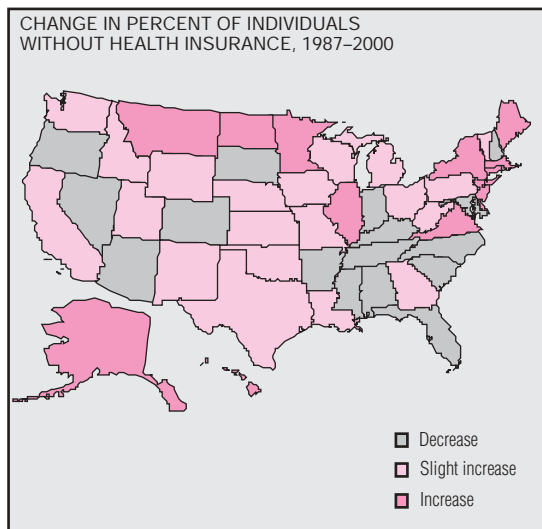 CHANGE IN PERCENT OF INDIVIDUALS
WITHOUT HEALTH INSURANCE, 1987–2000
Decrease
Slight increase
Increase